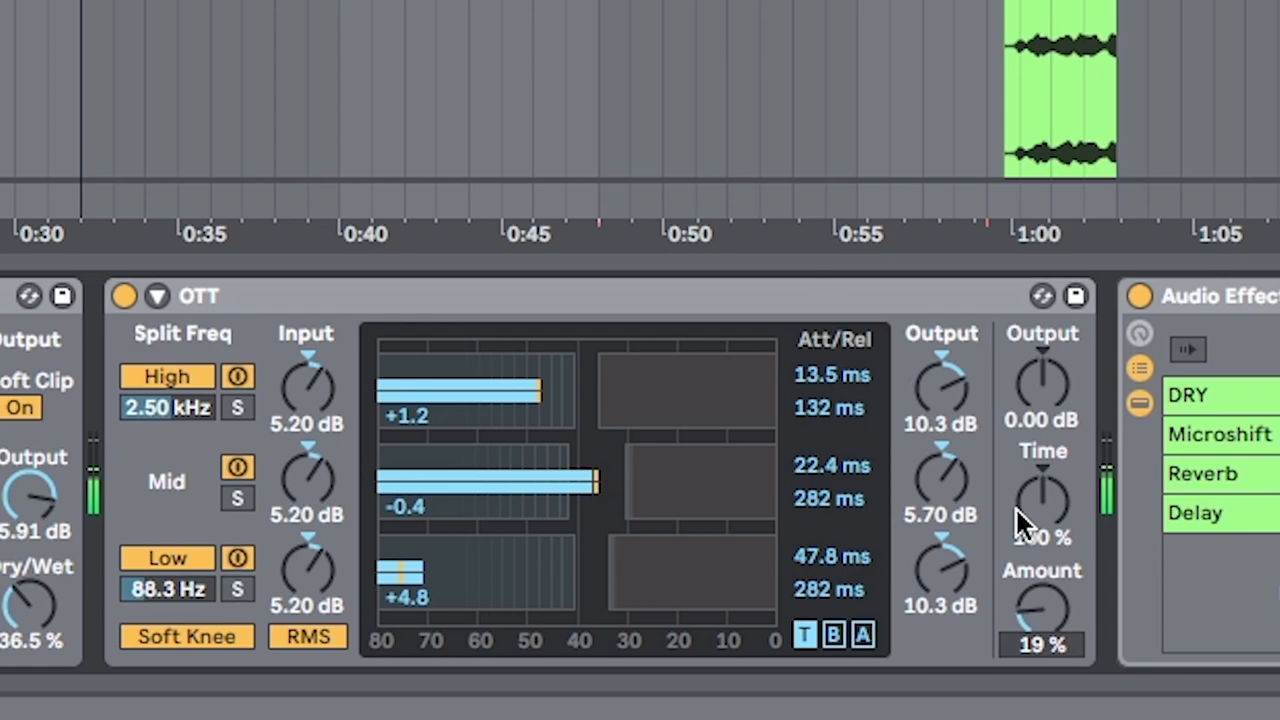 0:30 0:35 0:40 0:45 0:50 0:55 1:00 1:05
OTT
Audio Effec
utput
oft Clip
On
Output
5.91 dB
ry/Wet
36.5 %
Split Freq
High
2.50 kHz
S
Mid
S
Low
88.3 Hz
S
Soft Knee
Input
5.20 dB
5.20 dB
5.20 dB
RMS
+1.2
-0.4
+4.8
80 70 60 50 40 30 20 10 0
Att/Rel
13.5 ms
132 ms
22.4 ms
282 ms
47.8 ms
282 ms
T B A
Output
10.3 dB
5.70 dB
10.3 dB
Output
0.00 dB
Time
Amount
19 %
DRY
Microshift
Reverb
Delay